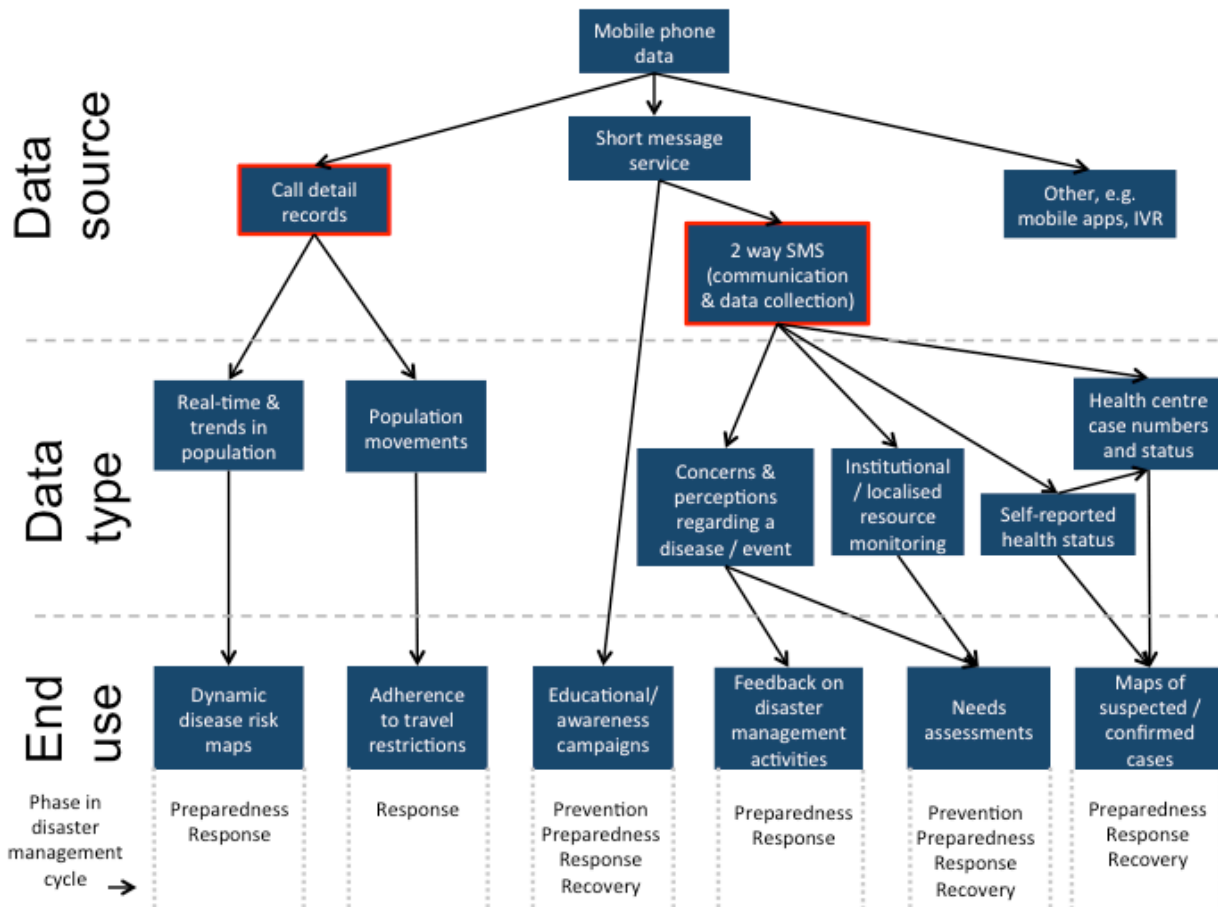 Mobile phone
data
Data
source
Short message
service
Call detail
records
Other, e.g.
mobile apps, IVR
2 way SMS
(communication
& data collection)
Data
type
Real-time &
trends in
population
Population
movements
Concerns &
perceptions
regarding a
disease / event
Institutional
/ localised
resource
monitoring
Self-reported
health status
Health centre
case numbers
and status
End
use
Dynamic
disease risk
maps
Adherence
to travel
restrictions
Educational/
awareness
campaigns
Feedback on
disaster
management
activities
Needs
assessments
Maps of
suspected /
confirmed
cases
Phase in
disaster
management
cycle
Preparedness
Response
Response
Prevention
Preparedness
Response
Recovery
Preparedness
Response
Prevention
Preparedness
Response
Recovery
Preparedness
Response
Recovery